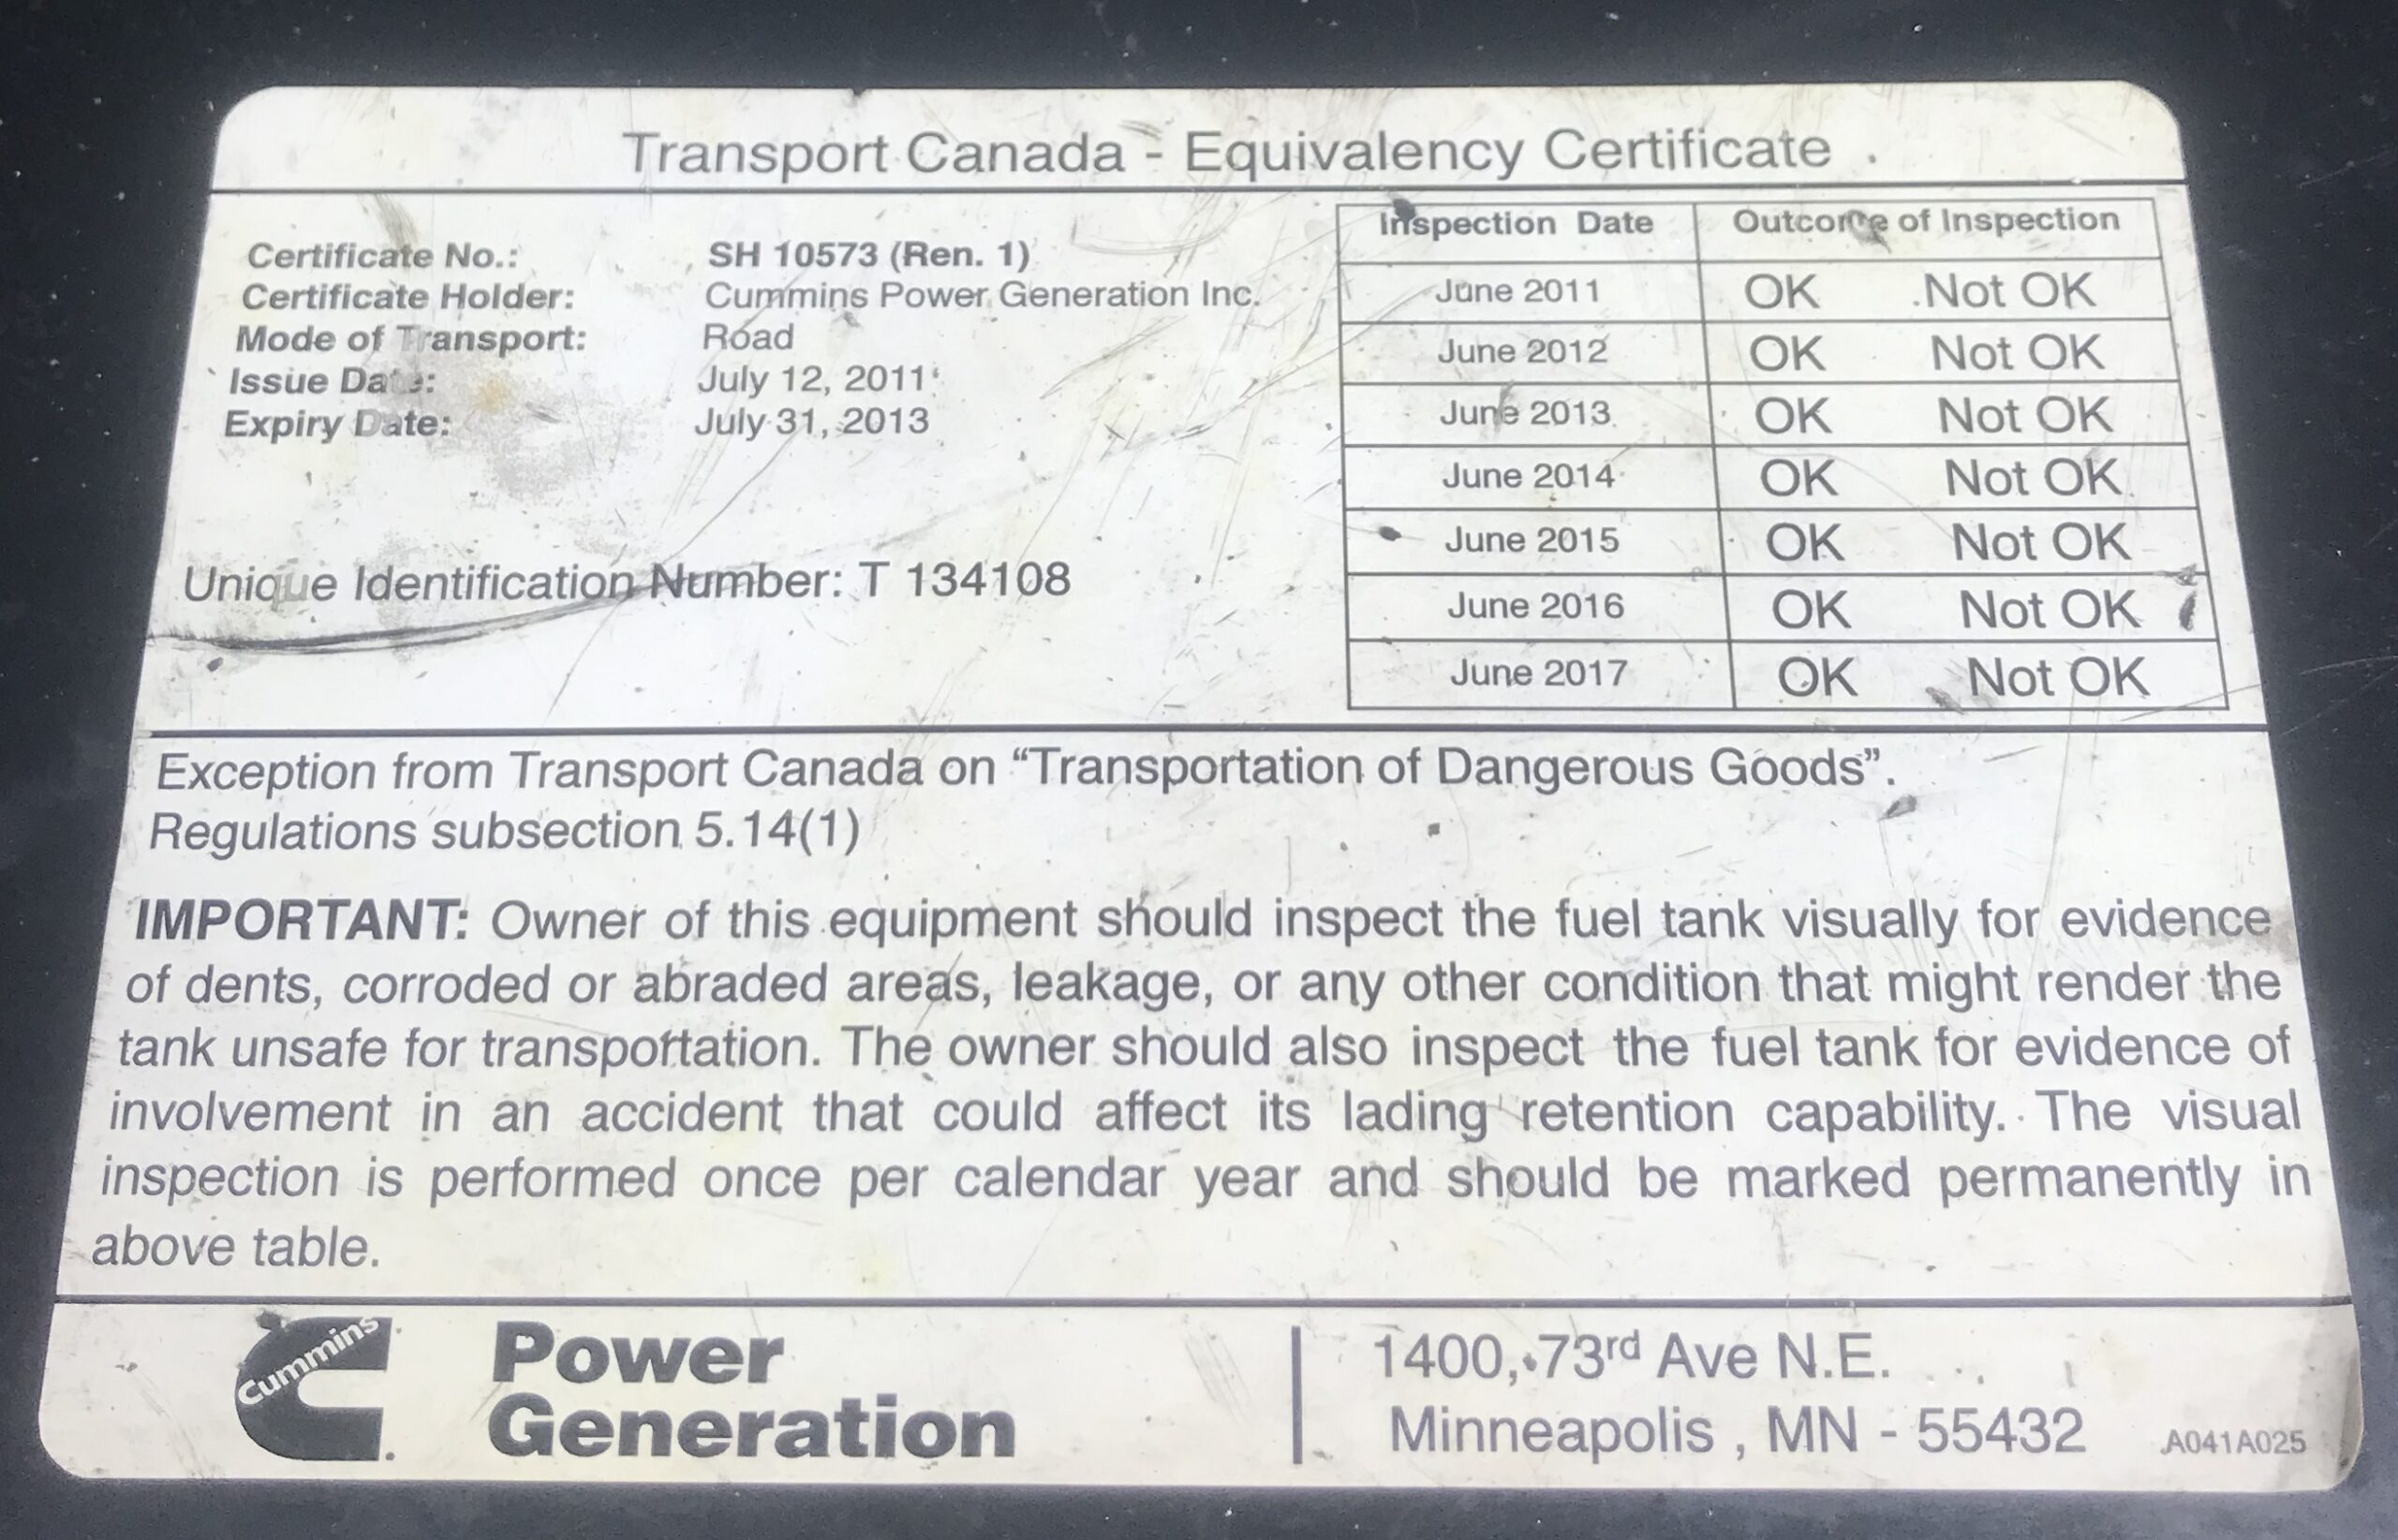 Transport Canada - Equivalency Certificate
Certificate No.: SH 10573 (Ren. 1)
Certificate Holder: Cummins Power Generation Inc.
Mode of Transport: Road
Issue Date: July 12, 2011
Expiry Date: July 31, 2013
Unique Identification Number: T 134108
Inspection Date Outcome of Inspection
June 2011 OK Not OK
June 2012 OK Not OK
June 2013 OK Not OK
June 2014 OK Not OK
June 2015 OK Not OK
June 2016 OK Not OK
June 2017 OK Not OK
Exception from Transport Canada on “Transportation of Dangerous Goods”.
Regulations subsection 5.14(1)
IMPORTANT: Owner of this equipment should inspect the fuel tank visually for evidence
of dents, corroded or abraded areas, leakage, or any other condition that might render the
tank unsafe for transportation. The owner should also inspect the fuel tank for evidence of
involvement in an accident that could affect its lading retention capability. The visual
inspection is performed once per calendar year and should be marked permanently in
above table.
Cummins
Power
Generation
1400, 73rd Ave N.E.
Minneapolis , MN - 55432
A041A025